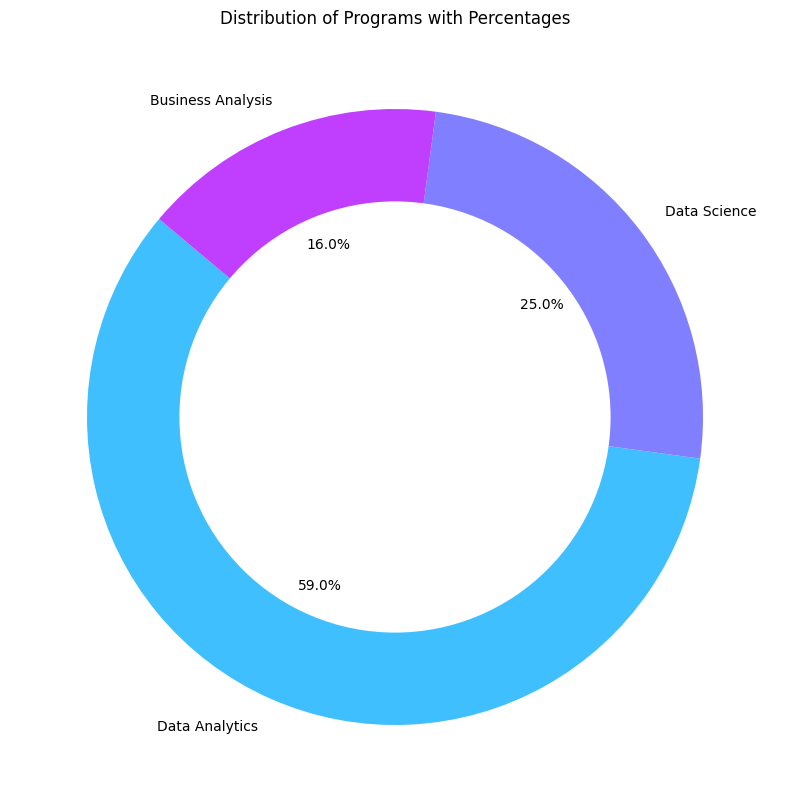 Distribution of Programs with Percentages
Business Analysis
Data Science
16.0%
25.0%
59.0%
Data Analytics